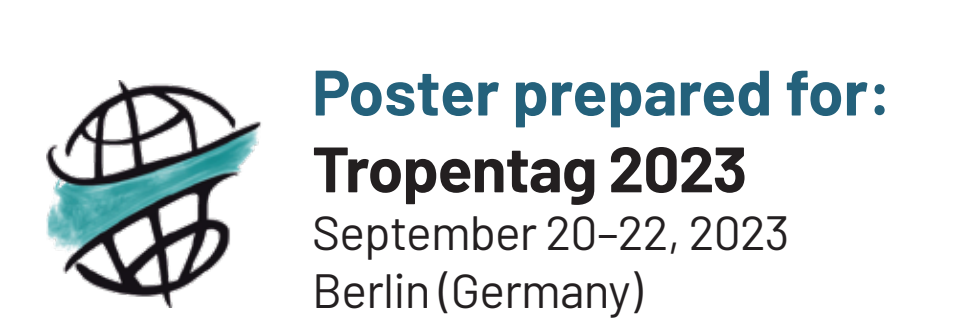 Poster prepared for:
Tropentag 2023
September 20–22, 2023
Berlin (Germany)